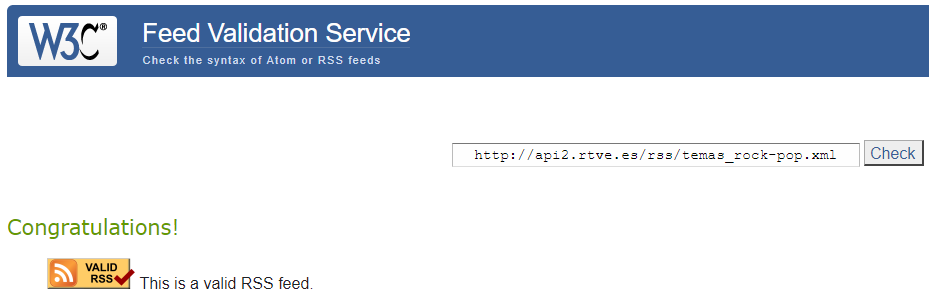 W3C® Feed Validation Service
Check the syntax of Atom or RSS feeds
http://api2.rtve.es/rss/temas_rock-pop.xml Check
Congratulations!
VALID
RSS This is a valid RSS feed.